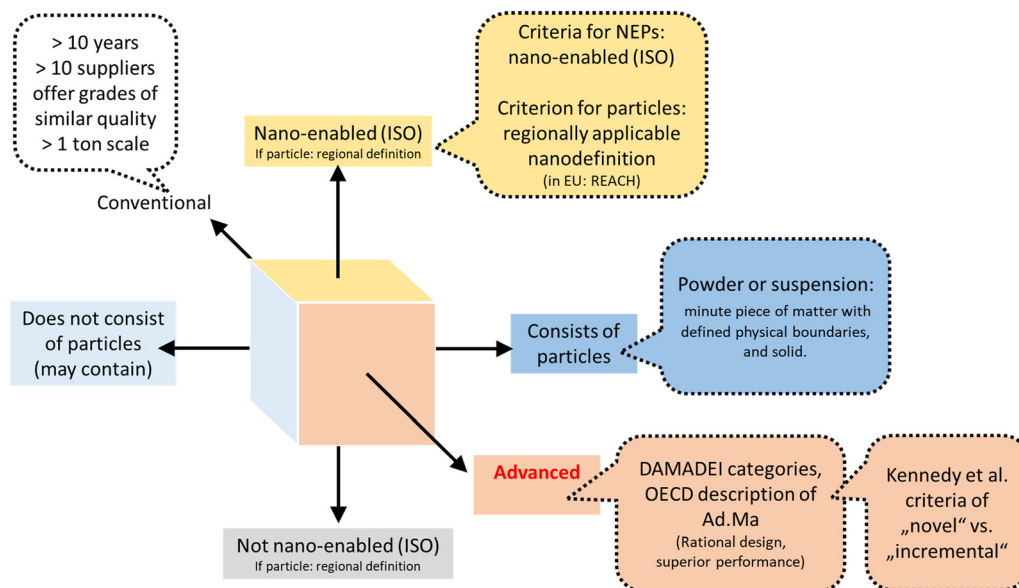 > 10 years
> 10 suppliers
offer grades of
similar quality
> 1 ton scale
Conventional
Nano-enabled (ISO)
If particle: regional definition
Criteria for NEPs:
nano-enabled (ISO)
Criterion for particles:
regionally applicable
nanodefinition
(in EU: REACH)
Does not consist
of particles
(may contain)
Consists of
particles
Powder or suspension:
minute piece of matter with
defined physical boundaries,
and solid.
Advanced
DAMADEI categories,
OECD description of
Ad.Ma
(Rational design,
superior performance)
Kennedy et al.
criteria of
„novel“ vs.
„incremental“
Not nano-enabled (ISO)
If particle: regional definition